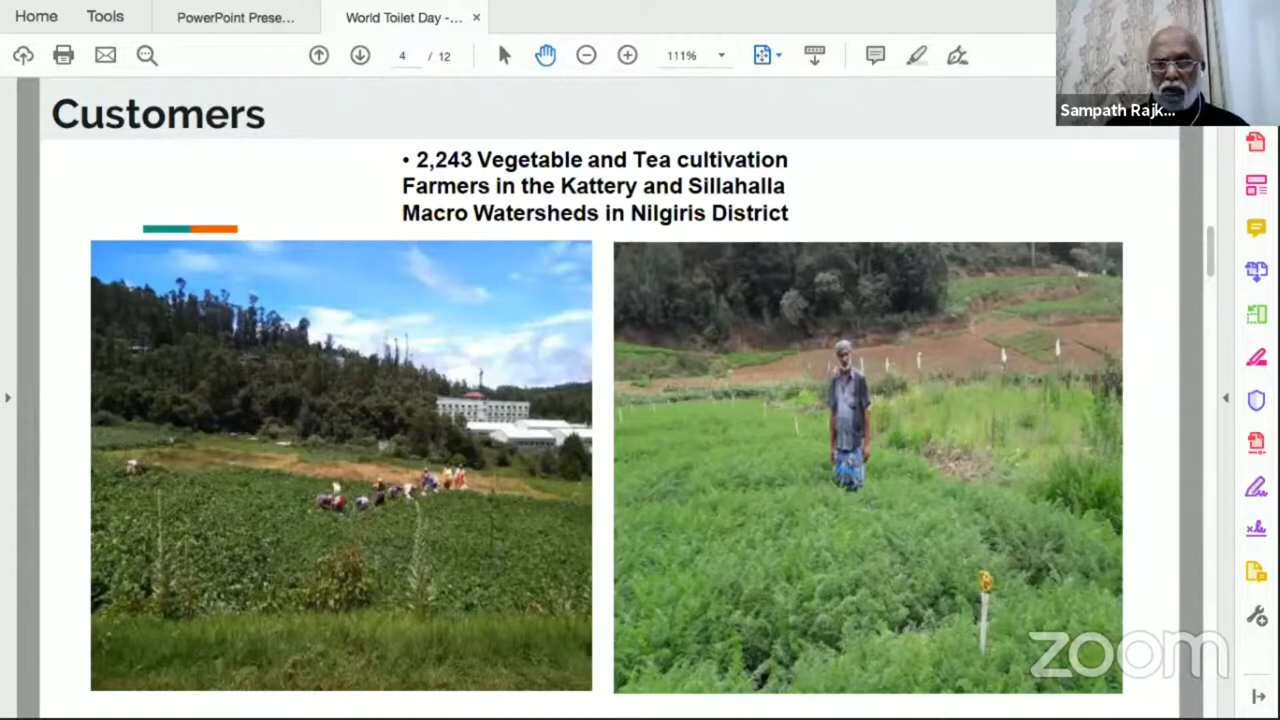 Home
Tools
PowerPoint Prese...
World Toilet Day -... ×
4 / 12
111%
Sampath Rajk...
Customers
• 2,243 Vegetable and Tea cultivation
Farmers in the Kattery and Sillahalla
Macro Watersheds in Nilgiris District
zoom